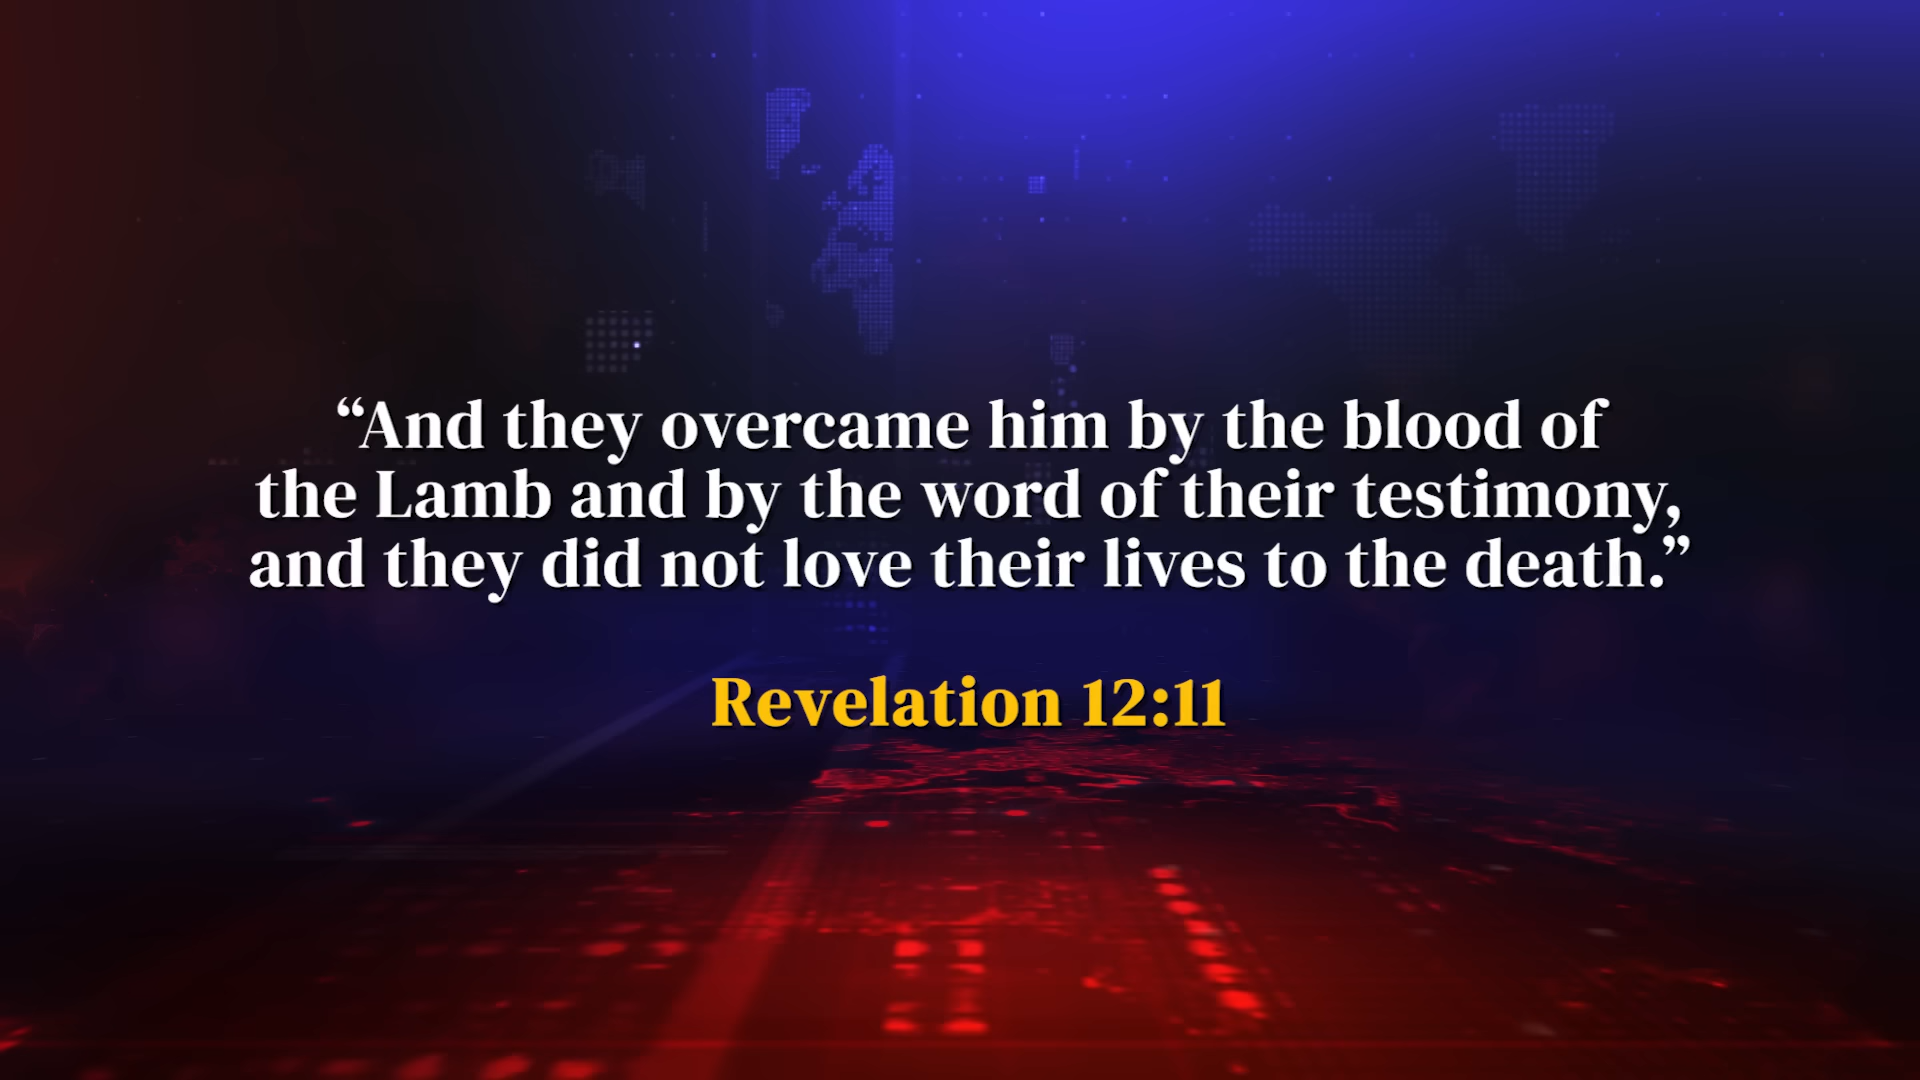 “And they overcame him by the blood of
the Lamb and by the word of their testimony,
and they did not love their lives to the death.”
Revelation 12:11